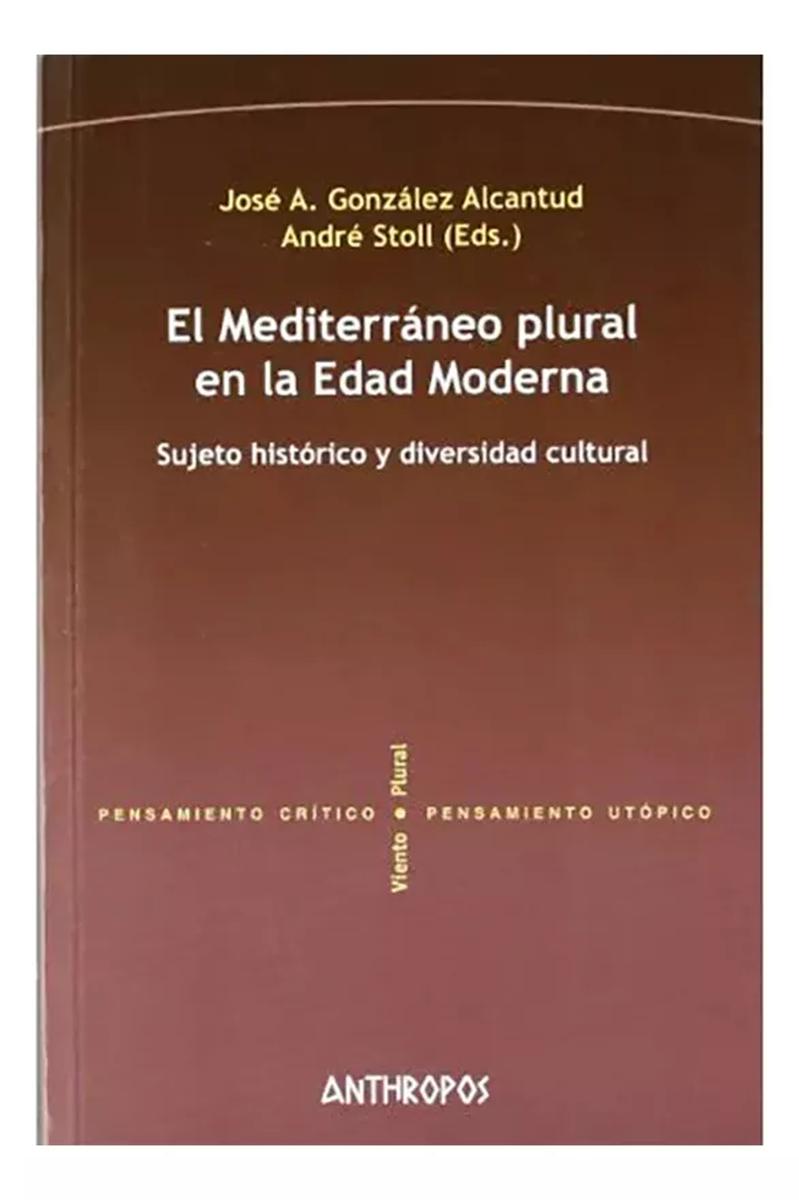 José A. González Alcantud
André Stoll (Eds.)
El Mediterráneo plural
en la Edad Moderna
Sujeto histórico y diversidad cultural
PENSAMIENTO CRÍTICO • PENSAMIENTO UTÓPICO
Viento Plural
ANTHROPOS